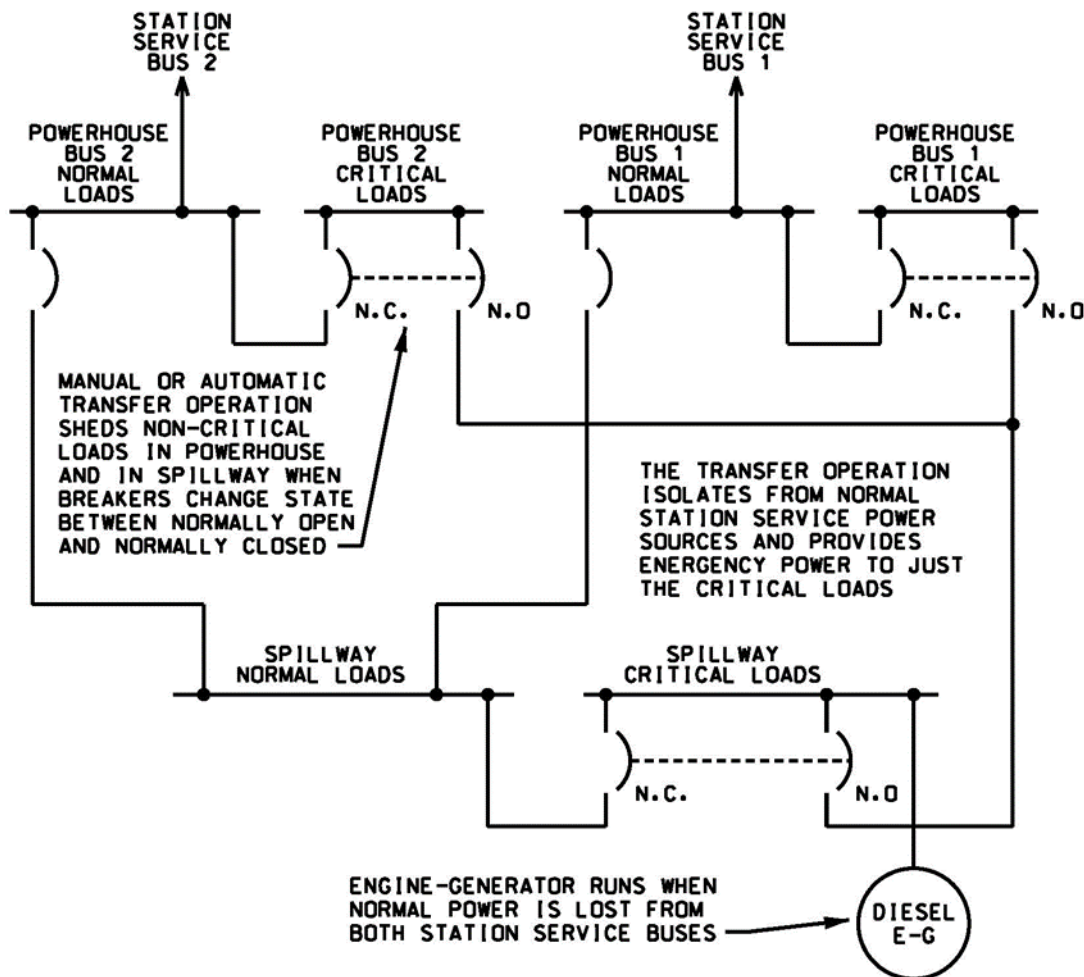 STATION
SERVICE
BUS 2
STATION
SERVICE
BUS 1
POWERHOUSE
BUS 2
NORMAL
LOADS
POWERHOUSE
BUS 2
CRITICAL
LOADS
POWERHOUSE
BUS 1
NORMAL
LOADS
POWERHOUSE
BUS 1
CRITICAL
LOADS
N.C.
N.O
N.C.
N.O
MANUAL OR AUTOMATIC
TRANSFER OPERATION
SHEDS NON-CRITICAL
LOADS IN POWERHOUSE
AND IN SPILLWAY WHEN
BREAKERS CHANGE STATE
BETWEEN NORMALLY OPEN
AND NORMALLY CLOSED
THE TRANSFER OPERATION
ISOLATES FROM NORMAL
STATION SERVICE POWER
SOURCES AND PROVIDES
ENERGENCY POWER TO JUST
THE CRITICAL LOADS
SPILLWAY
NORMAL LOADS
SPILLWAY
CRITICAL LOADS
N.C.
N.O
ENGINE-GENERATOR RUNS WHEN
NORMAL POWER IS LOST FROM
BOTH STATION SERVICE BUSES
DIESEL
E-G